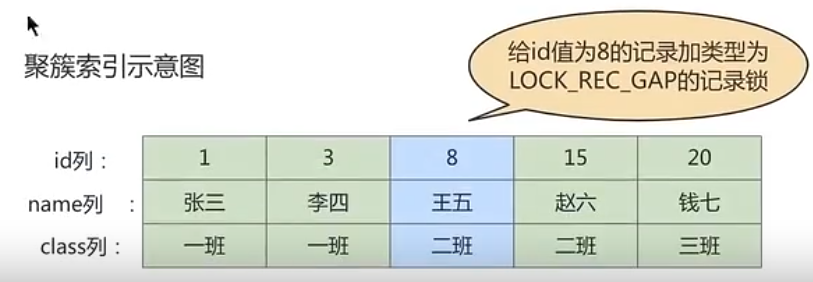 聚簇索引示意图
给id值为8的记录加类型为
LOCK_REC_GAP的记录锁
id列： 1 3 8 15 20
name列 ： 张三 李四 王五 赵六 钱七
class列： 一班 一班 二班 二班 三班